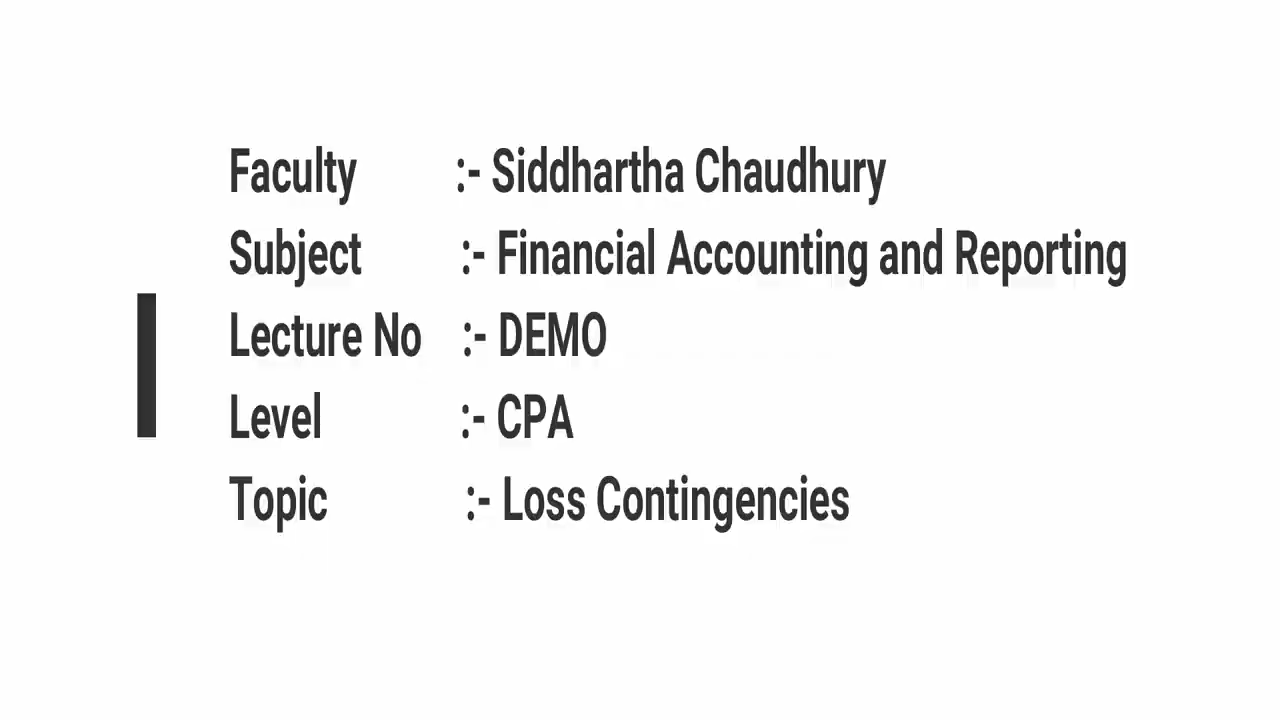 Faculty :- Siddhartha Chaudhury
Subject :- Financial Accounting and Reporting
Lecture No :- DEMO
Level :- CPA
Topic :- Loss Contingencies